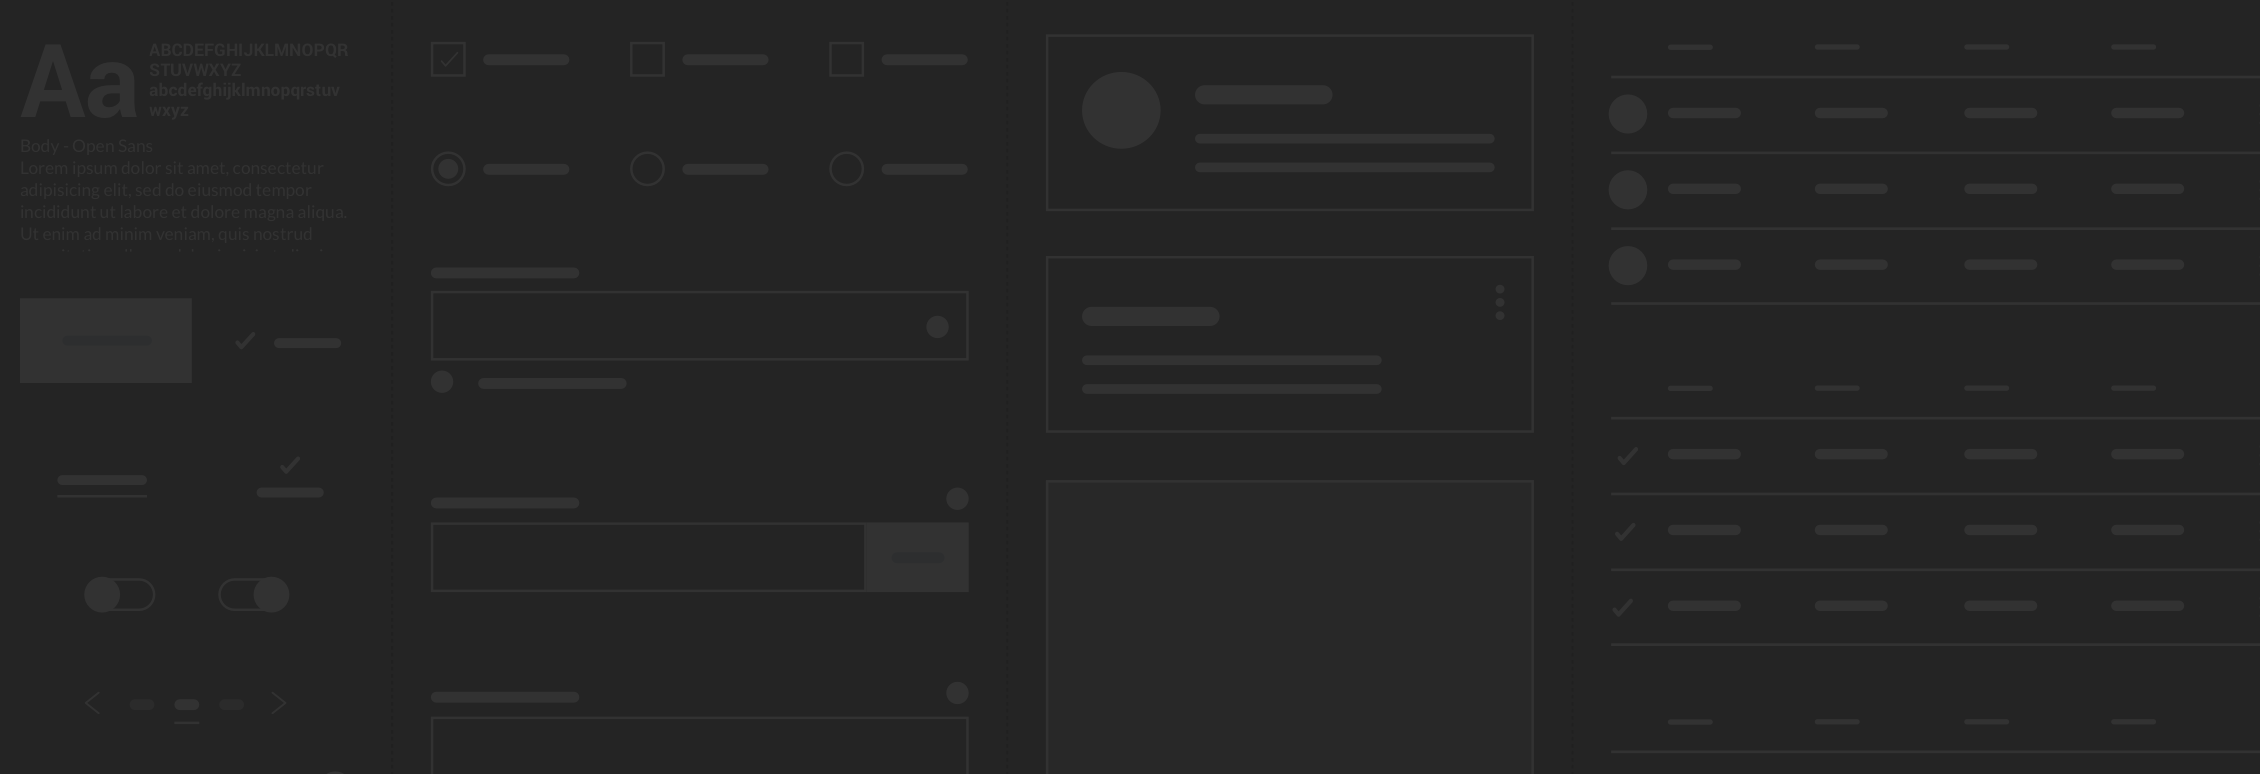 Aa
ABCDEFGHIJKLMNOPQR
STUVWXYZ
abcdefghijklmnopqrstuv
wxyz
Body - Open Sans
Lorem ipsum dolor sit amet, consectetur
adipisicing elit, sed do eiusmod tempor
incididunt ut labore et dolore magna aliqua.
Ut enim ad minim veniam, quis nostrud